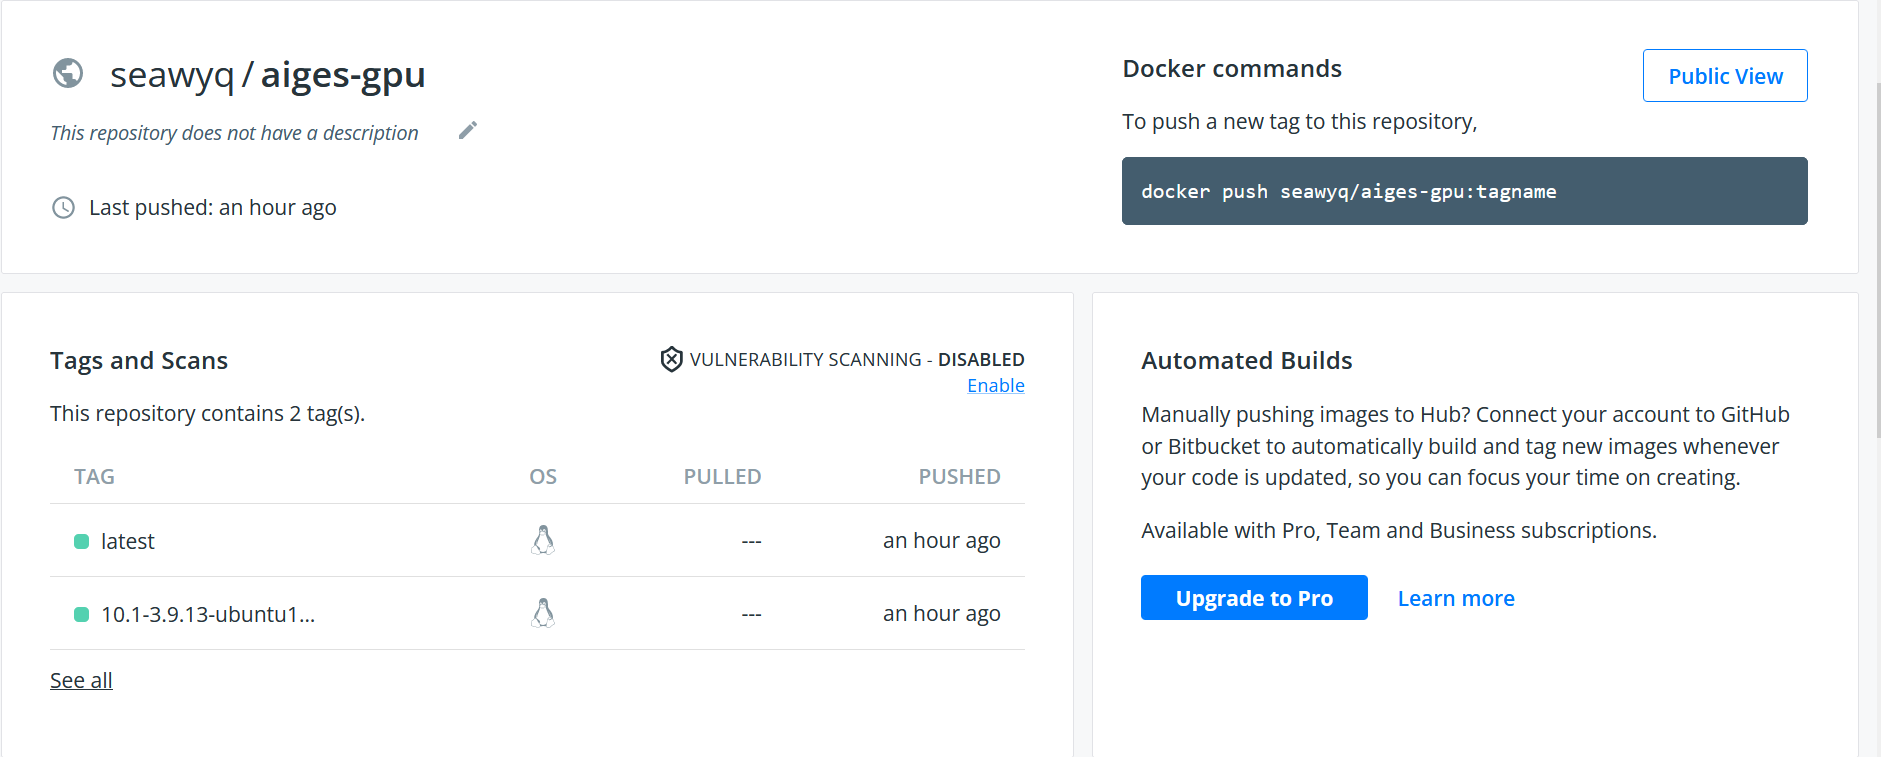 seawyq / aiges-gpu
This repository does not have a description
Last pushed: an hour ago
Docker commands
Public View
To push a new tag to this repository,
docker push seawyq/aiges-gpu:tagname
Tags and Scans
VULNERABILITY SCANNING - DISABLED
Enable
This repository contains 2 tag(s).
TAG OS PULLED PUSHED
latest --- an hour ago
10.1-3.9.13-ubuntu1... --- an hour ago
See all
Automated Builds
Manually pushing images to Hub? Connect your account to GitHub
or Bitbucket to automatically build and tag new images whenever
your code is updated, so you can focus your time on creating.
Available with Pro, Team and Business subscriptions.
Upgrade to Pro Learn more